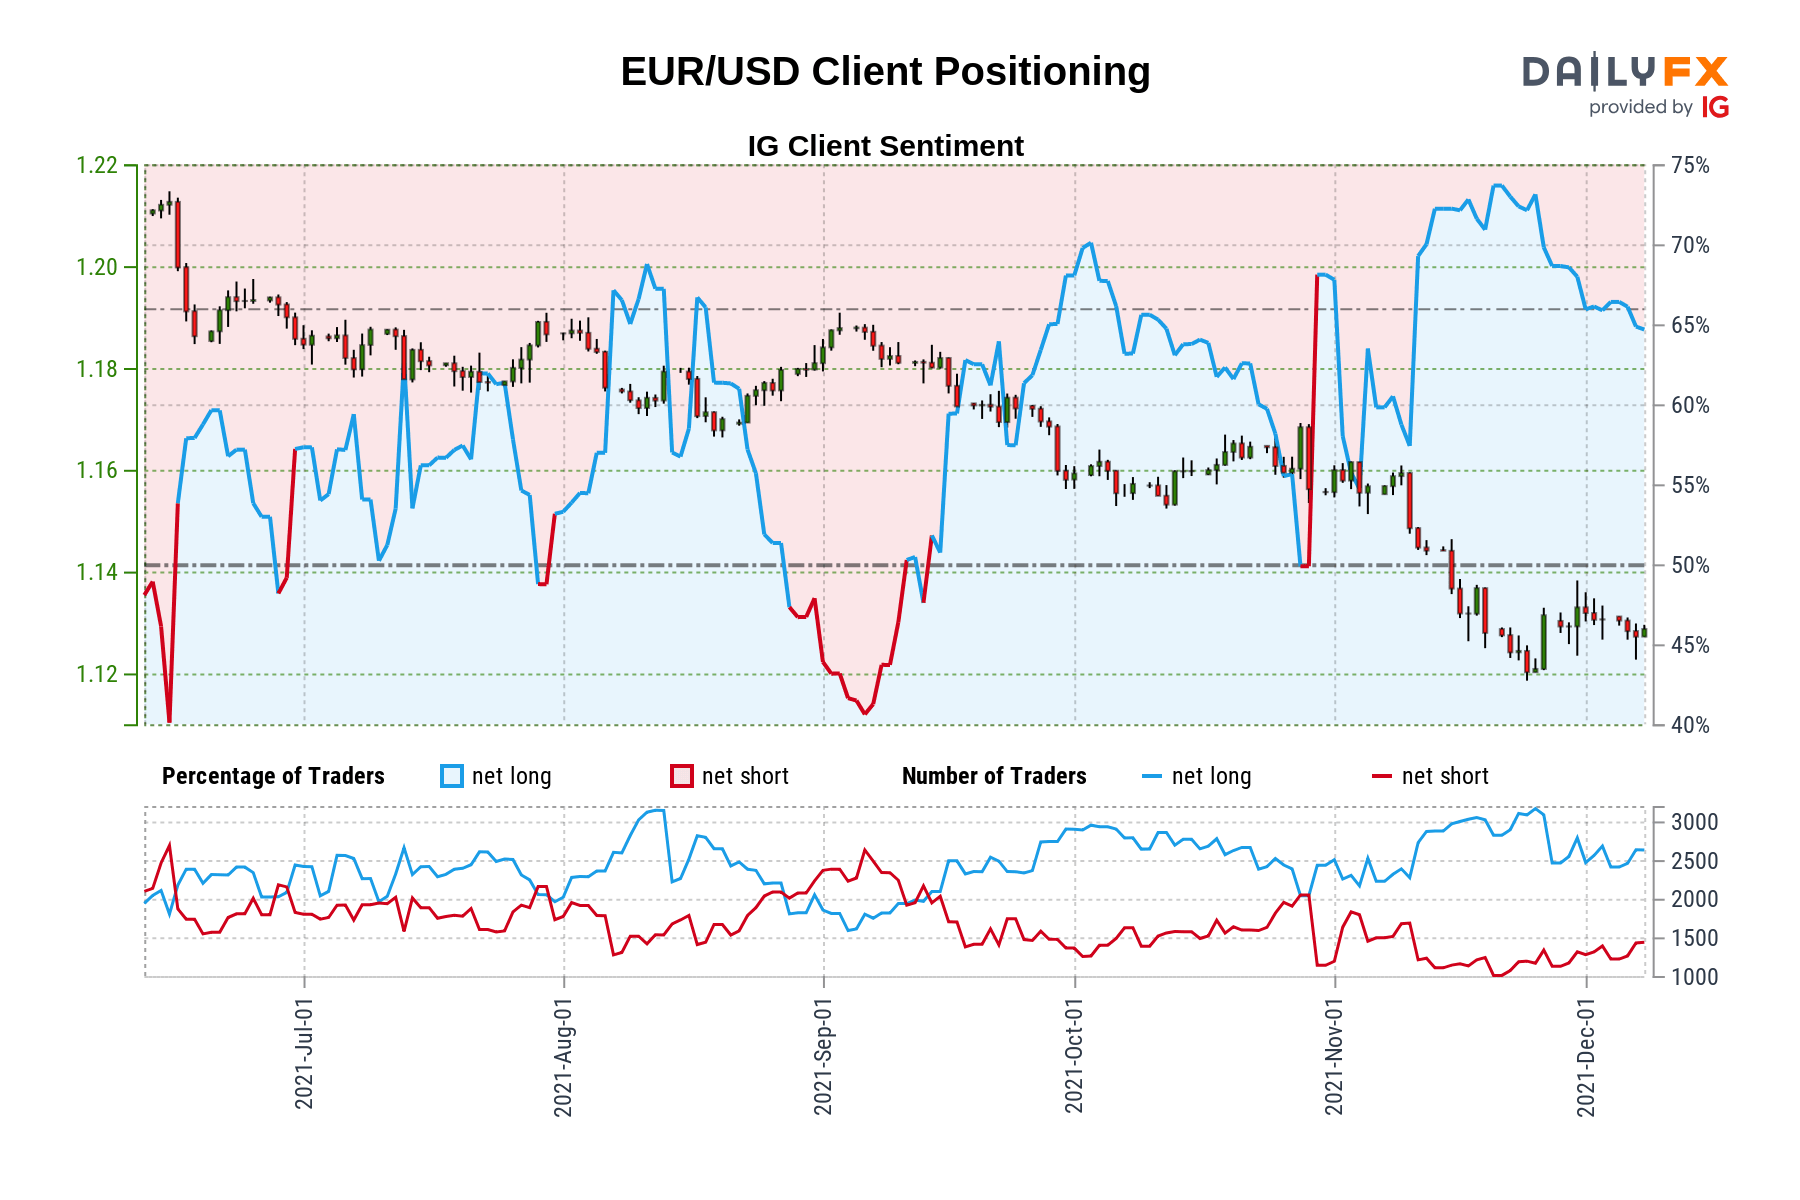 EUR/USD Client Positioning
DAILYFX
provided by IG
IG Client Sentiment
1.22
1.20
1.18
1.16
1.14
1.12
75%
70%
65%
60%
55%
50%
45%
40%
Percentage of Traders net long net short Number of Traders net long net short
3000
2500
2000
1500
1000
2021-Jul-01
2021-Aug-01
2021-Sep-01
2021-Oct-01
2021-Nov-01
2021-Dec-01